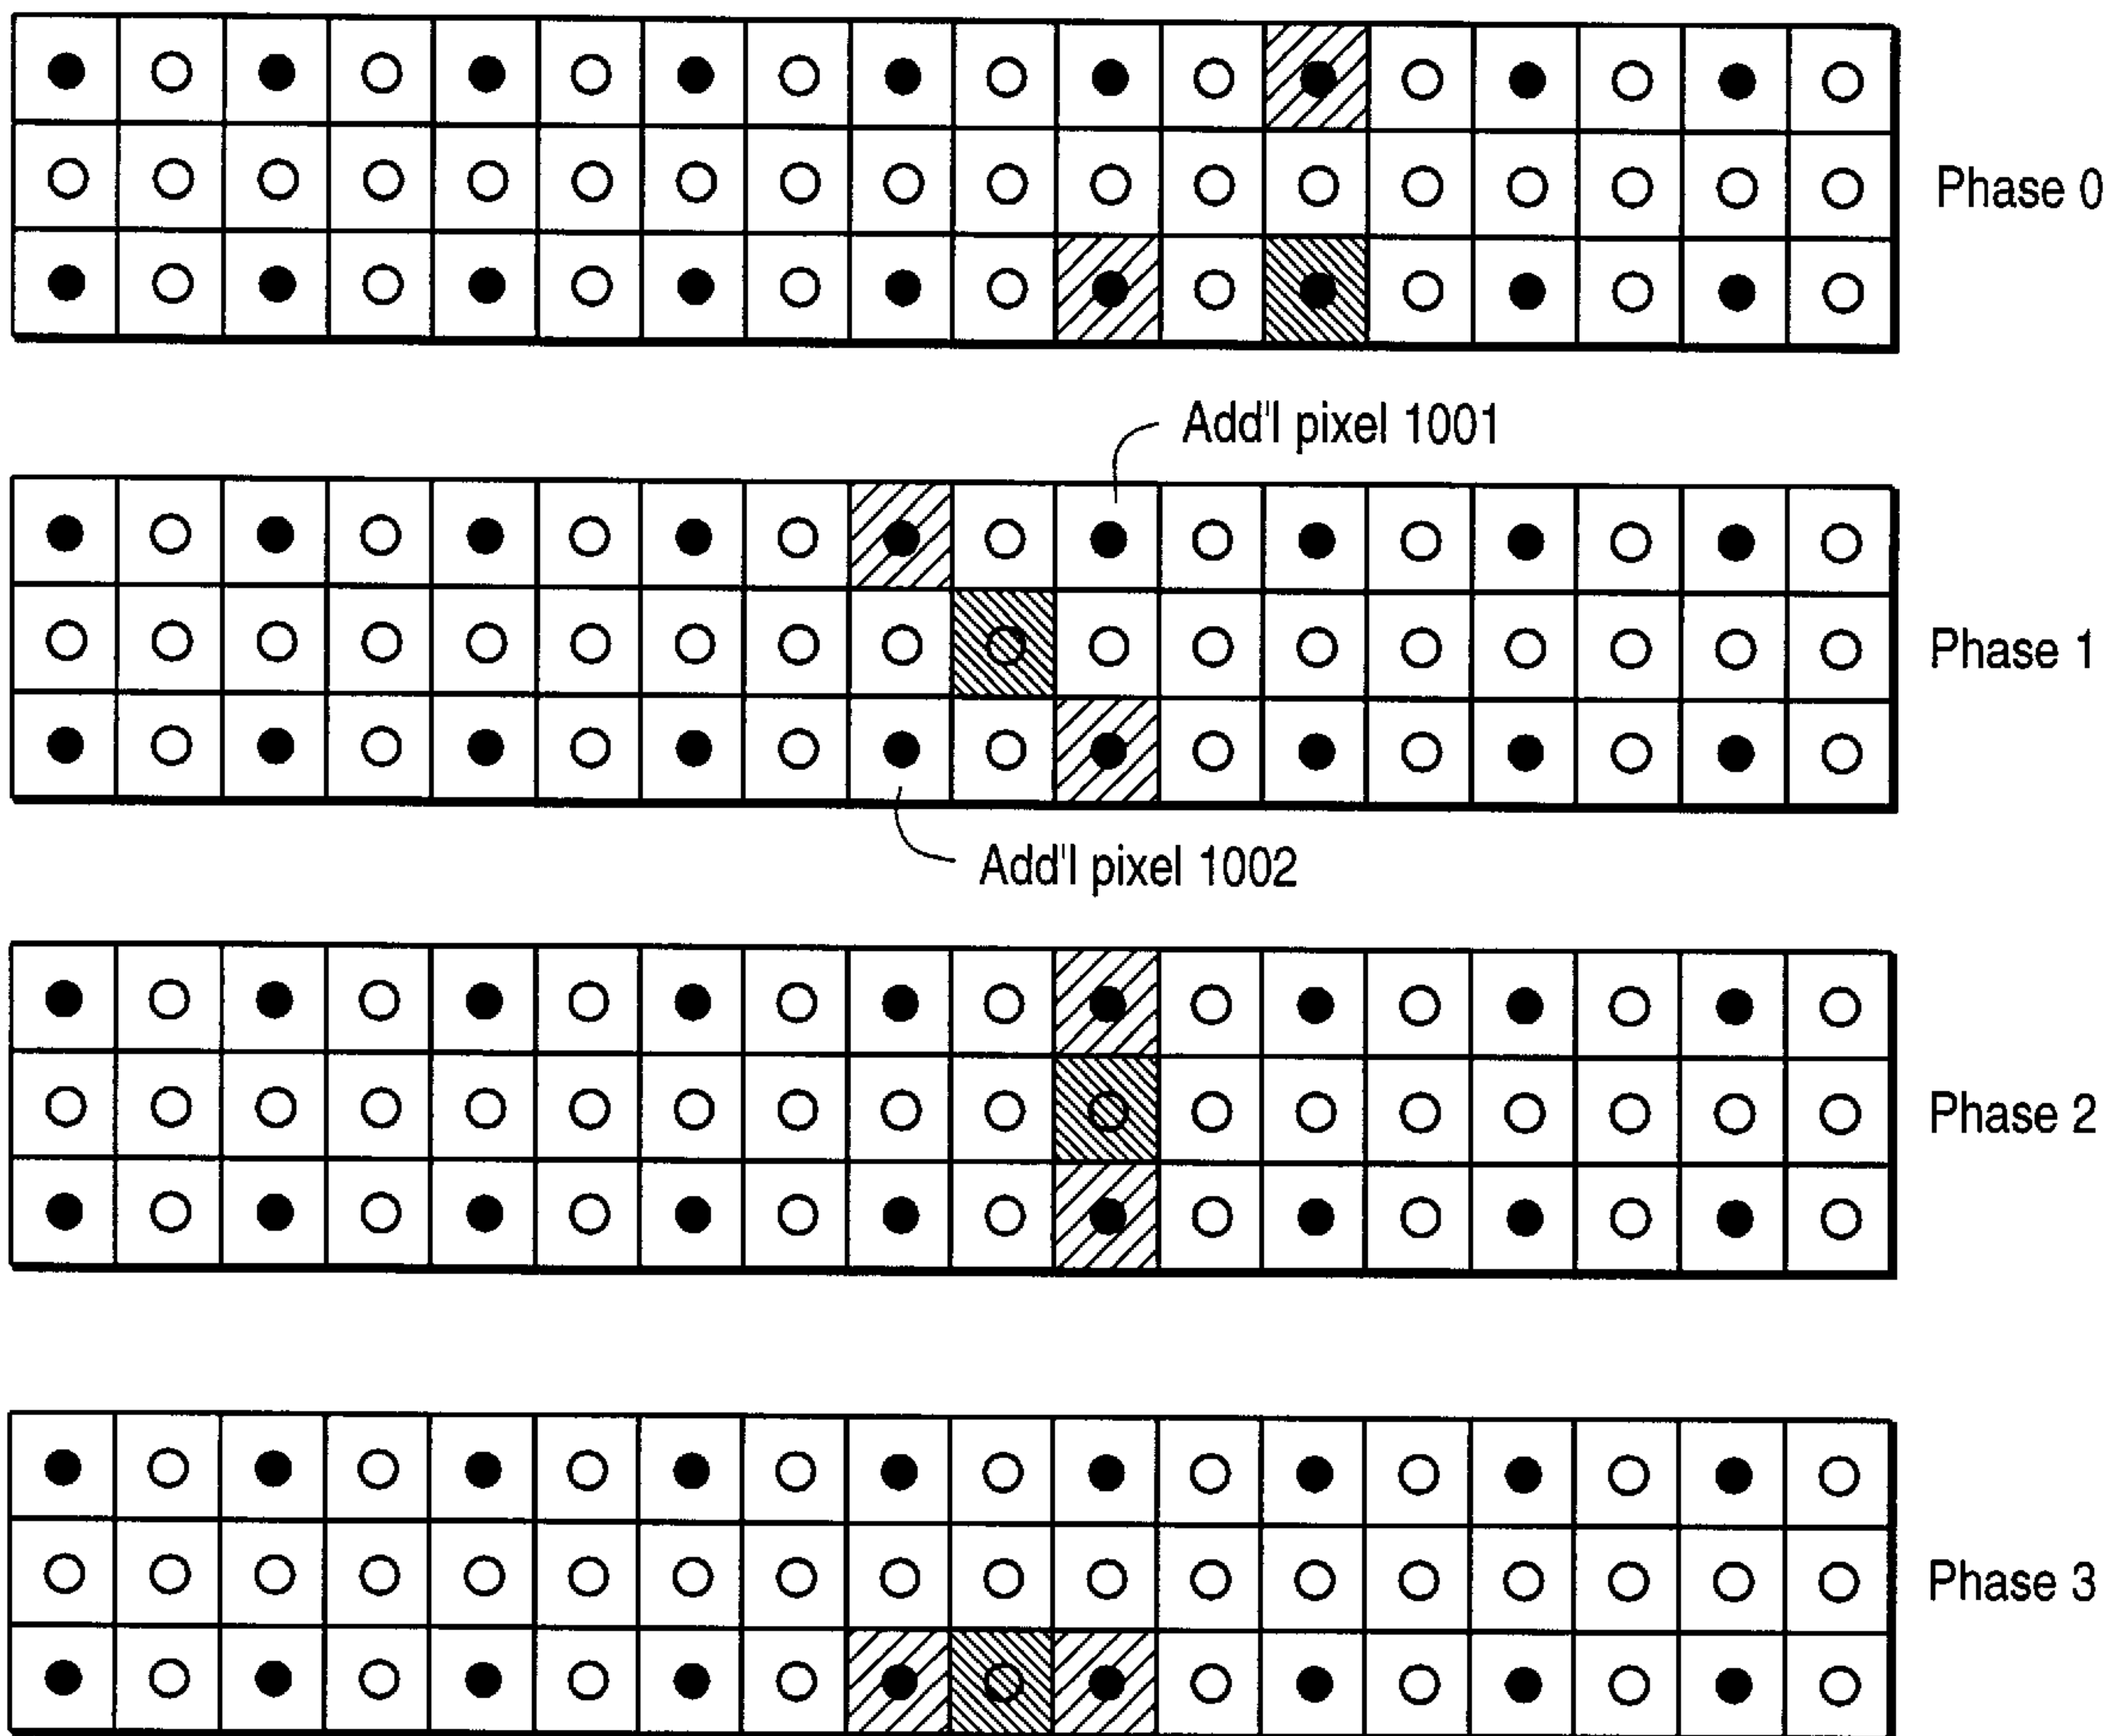 Phase 0
Add'l pixel 1001
Phase 1
Add'l pixel 1002
Phase 2
Phase 3